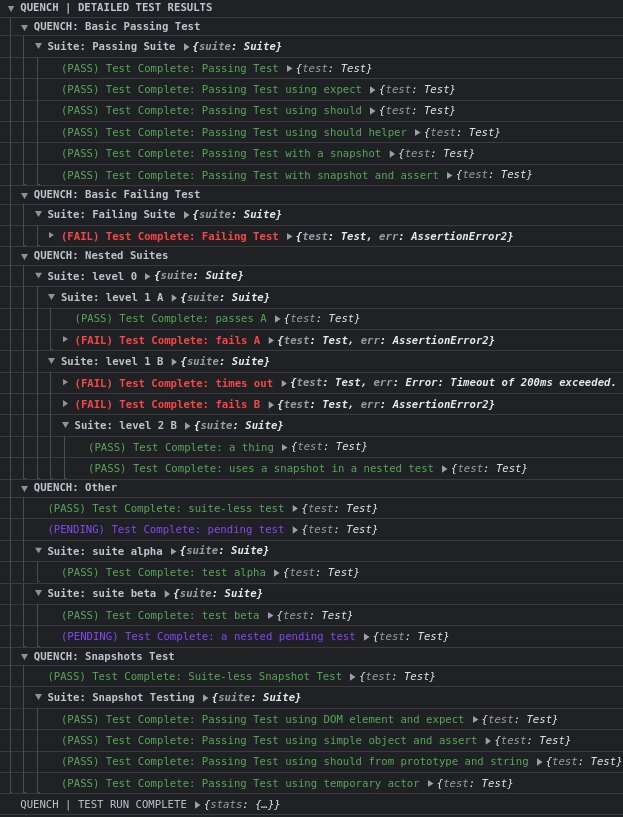 QUENCH | DETAILED TEST RESULTS
QUENCH: Basic Passing Test
Suite: Passing Suite {suite: Suite}
(PASS) Test Complete: Passing Test {test: Test}
(PASS) Test Complete: Passing Test using expect {test: Test}
(PASS) Test Complete: Passing Test using should {test: Test}
(PASS) Test Complete: Passing Test using should helper {test: Test}
(PASS) Test Complete: Passing Test with a snapshot {test: Test}
(PASS) Test Complete: Passing Test with snapshot and assert {test: Test}
QUENCH: Basic Failing Test
Suite: Failing Suite {suite: Suite}
(FAIL) Test Complete: Failing Test {test: Test, err: AssertionError2}
QUENCH: Nested Suites
Suite: level 0 {suite: Suite}
Suite: level 1 A {suite: Suite}
(PASS) Test Complete: passes A {test: Test}
(FAIL) Test Complete: fails A {test: Test, err: AssertionError2}
Suite: level 1 B {suite: Suite}
(FAIL) Test Complete: times out {test: Test, err: Error: Timeout of 200ms exceeded.
(FAIL) Test Complete: fails B {test: Test, err: AssertionError2}
Suite: level 2 B {suite: Suite}
(PASS) Test Complete: a thing {test: Test}
(PASS) Test Complete: uses a snapshot in a nested test {test: Test}
QUENCH: Other
(PASS) Test Complete: suite-less test {test: Test}
(PENDING) Test Complete: pending test {test: Test}
Suite: suite alpha {suite: Suite}
(PASS) Test Complete: test alpha {test: Test}
Suite: suite beta {suite: Suite}
(PASS) Test Complete: test beta {test: Test}
(PENDING) Test Complete: a nested pending test {test: Test}
QUENCH: Snapshots Test
(PASS) Test Complete: Suite-less Snapshot Test {test: Test}
Suite: Snapshot Testing {suite: Suite}
(PASS) Test Complete: Passing Test using DOM element and expect {test: Test}
(PASS) Test Complete: Passing Test using simple object and assert {test: Test}
(PASS) Test Complete: Passing Test using should from prototype and string {test: Test}
(PASS) Test Complete: Passing Test using temporary actor {test: Test}
QUENCH | TEST RUN COMPLETE {stats: {…}}